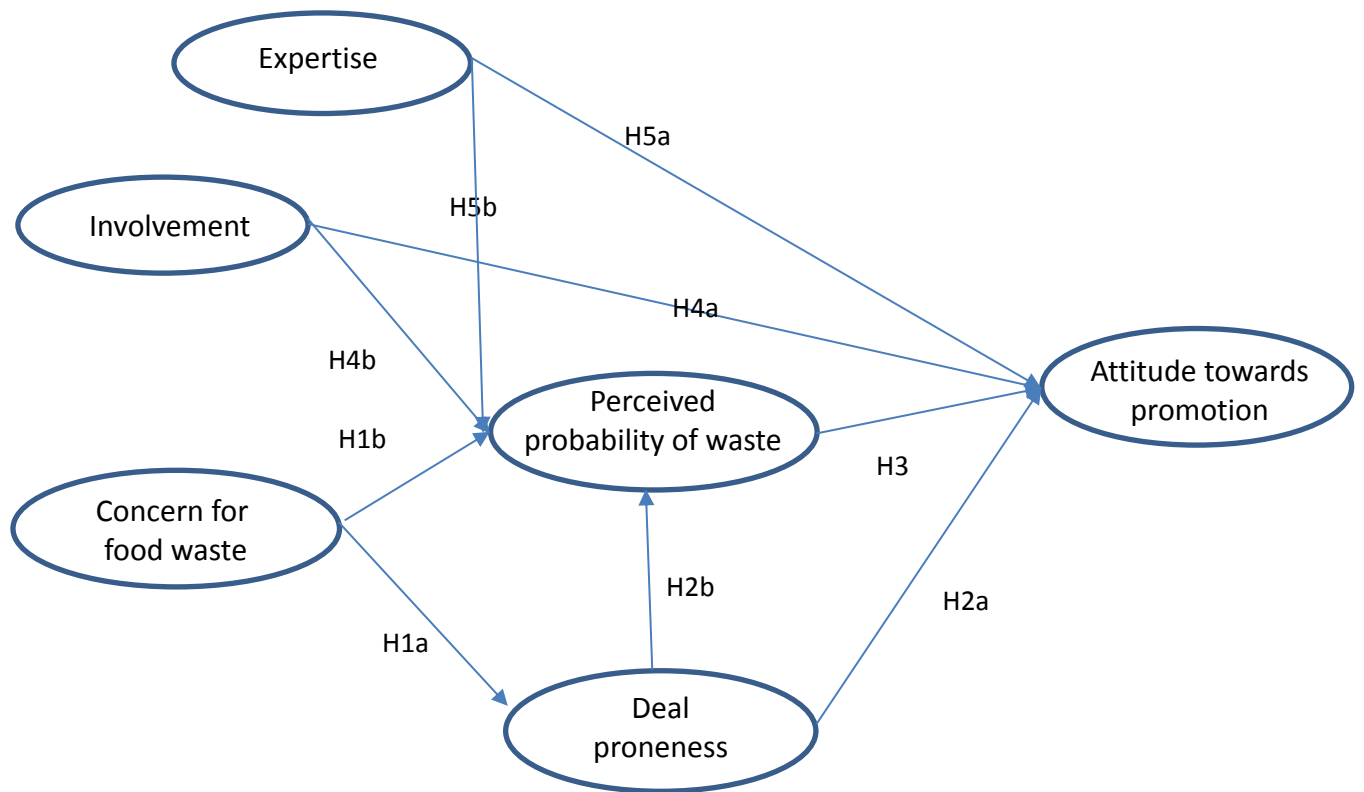 Expertise
H5a
Involvement
H5b
H4a
H4b
Attitude towards
promotion
Perceived
probability of waste
H1b
H3
Concern for
food waste
H2b
H2a
H1a
Deal
proneness